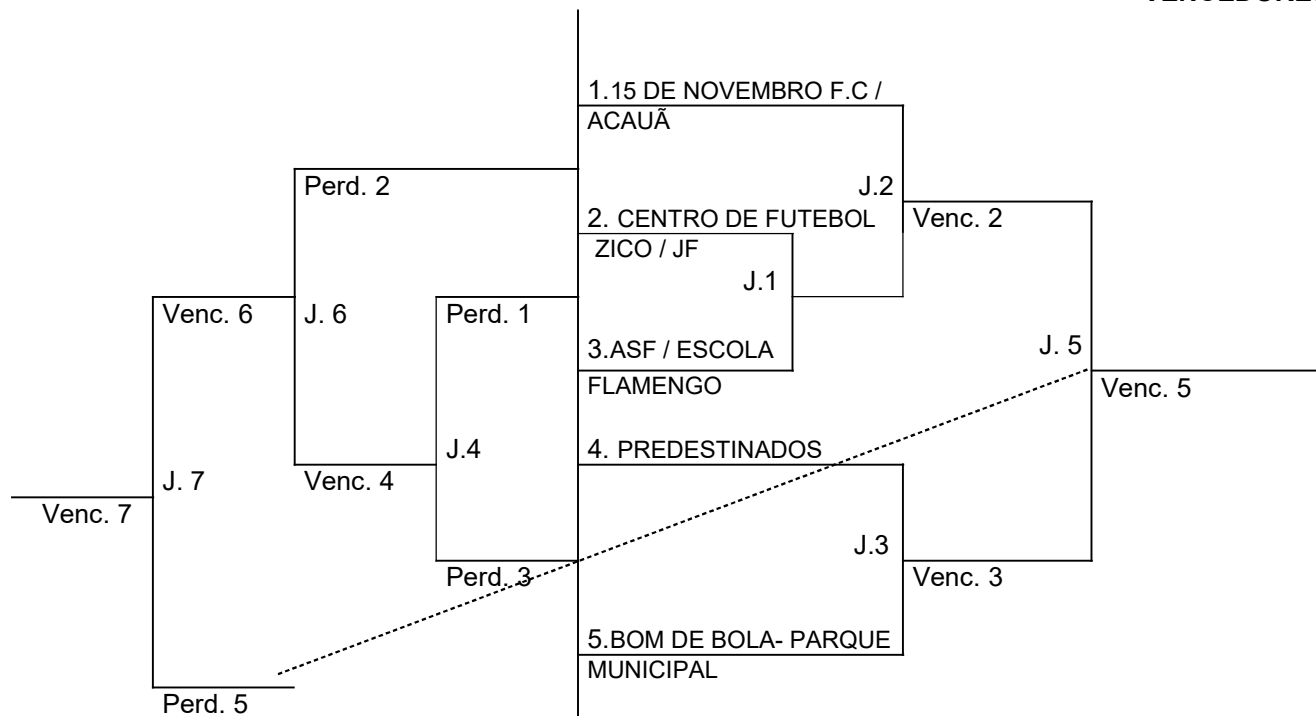 1.15 DE NOVEMBRO F.C /
ACAUÃ
Perd. 2
J.2
2. CENTRO DE FUTEBOL
Venc. 2
ZICO / JF
J.1
Venc. 6
J. 6
Perd. 1
3.ASF / ESCOLA
J. 5
FLAMENGO
Venc. 5
4. PREDESTINADOS
J.4
J. 7
Venc. 4
Venc. 7
J.3
Perd. 3
Venc. 3
5.BOM DE BOLA- PARQUE
MUNICIPAL
Perd. 5